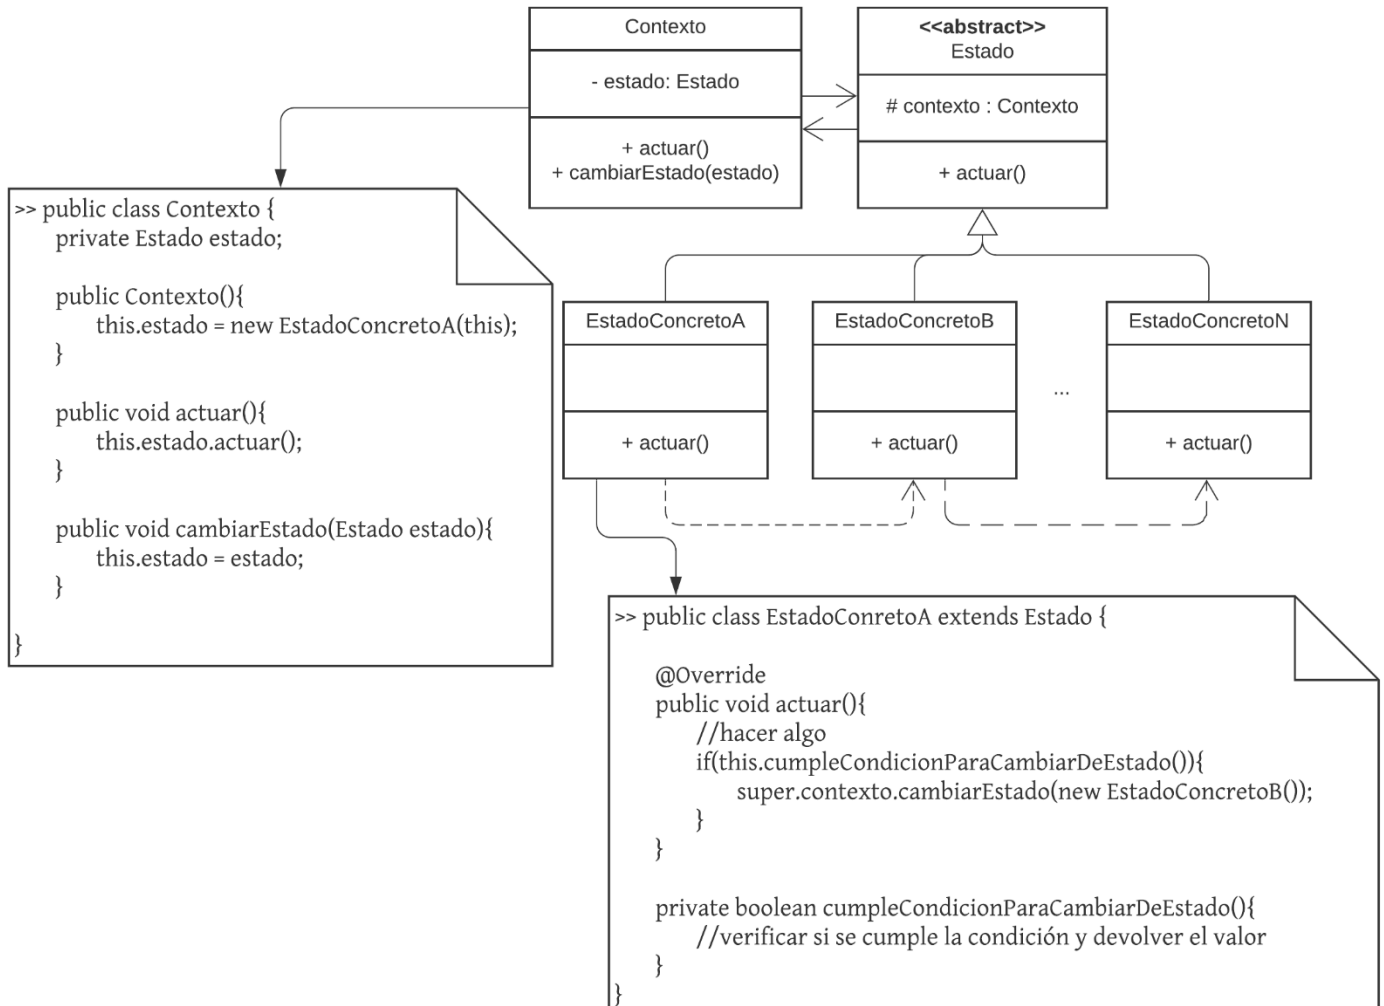 Contexto
- estado: Estado
+ actuar()
+ cambiarEstado(estado)
<<abstract>>
Estado
# contexto : Contexto
+ actuar()
>> public class Contexto {
private Estado estado;
public Contexto(){
this.estado = new EstadoConcretoA(this);
}
public void actuar(){
this.estado.actuar();
}
public void cambiarEstado(Estado estado){
this.estado = estado;
}
}
EstadoConcretoA
+ actuar()
EstadoConcretoB
+ actuar()
...
EstadoConcretoN
+ actuar()
>> public class EstadoConretoA extends Estado {
@Override
public void actuar(){
//hacer algo
if(this.cumpleCondicionParaCambiarDeEstado()){
super.contexto.cambiarEstado(new EstadoConcretoB());
}
}
private boolean cumpleCondicionParaCambiarDeEstado(){
//verificar si se cumple la condición y devolver el valor
}
}